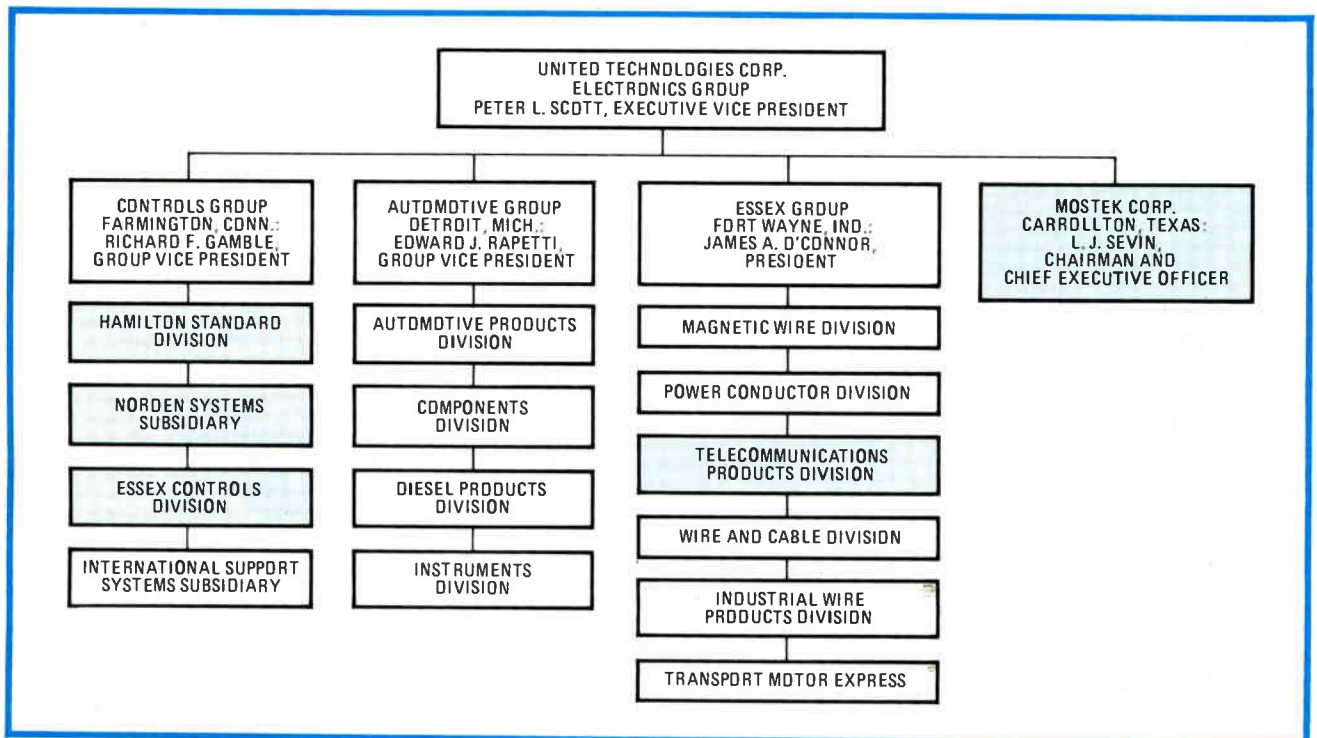 UNITED TECHNOLOGIES CORP.
ELECTRONICS GROUP
PETER L. SCOTT, EXECUTIVE VICE PRESIDENT
CONTROLS GROUP
FARMINGTON, CONN.:
RICHARD F. GAMBLE,
GROUP VICE PRESIDENT
HAMILTON STANDARD
DIVISION
NORDEN SYSTEMS
SUBSIDIARY
ESSEX CONTROLS
DIVISION
INTERNATIONAL SUPPORT
SYSTEMS SUBSIDIARY
AUTOMOTIVE GROUP
DETROIT, MICH.:
EDWARD J. RAPETTI,
GROUP VICE PRESIDENT
AUTOMOTIVE PRODUCTS
DIVISION
COMPONENTS
DIVISION
DIESEL PRODUCTS
DIVISION
INSTRUMENTS
DIVISION
ESSEX GROUP
FORT WAYNE, IND.:
JAMES A. O'CONNOR,
PRESIDENT
MAGNETIC WIRE DIVISION
POWER CONDUCTOR DIVISION
TELECOMMUNICATIONS
PRODUCTS DIVISION
WIRE AND CABLE DIVISION
INDUSTRIAL WIRE
PRODUCTS DIVISION
TRANSPORT MOTOR EXPRESS
MOSTEK CORP.
CARROLLTON, TEXAS:
L. J. SEVIN,
CHAIRMAN AND
CHIEF EXECUTIVE OFFICER